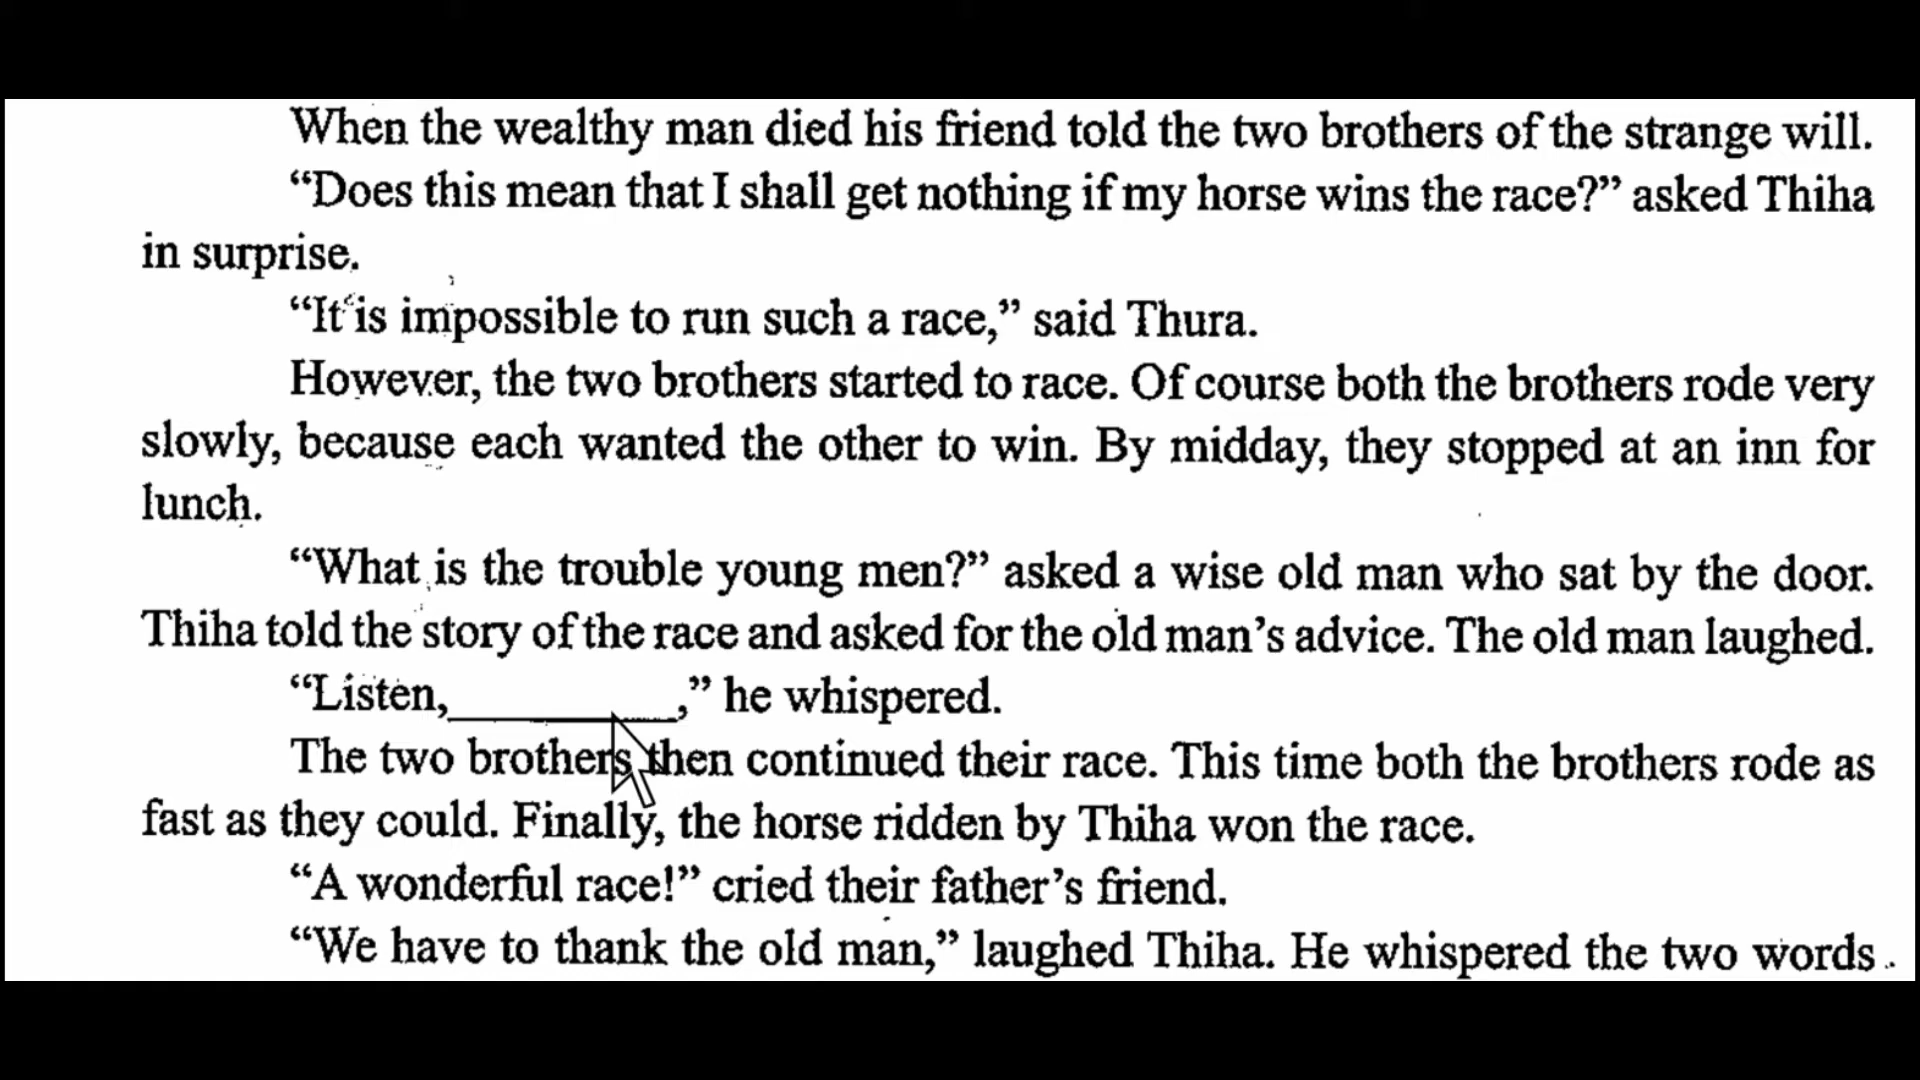 When the wealthy man died his friend told the two brothers of the strange will.
“Does this mean that I shall get nothing if my horse wins the race?” asked Thiha
in surprise.
“It is impossible to run such a race,” said Thura.
However, the two brothers started to race. Of course both the brothers rode very
slowly, because each wanted the other to win. By midday, they stopped at an inn for
lunch.
“What is the trouble young men?” asked a wise old man who sat by the door.
Thiha told the story of the race and asked for the old man’s advice. The old man laughed.
“Listen,__________,” he whispered.
The two brothers then continued their race. This time both the brothers rode as
fast as they could. Finally, the horse ridden by Thiha won the race.
“A wonderful race!” cried their father’s friend.
“We have to thank the old man,” laughed Thiha. He whispered the two words